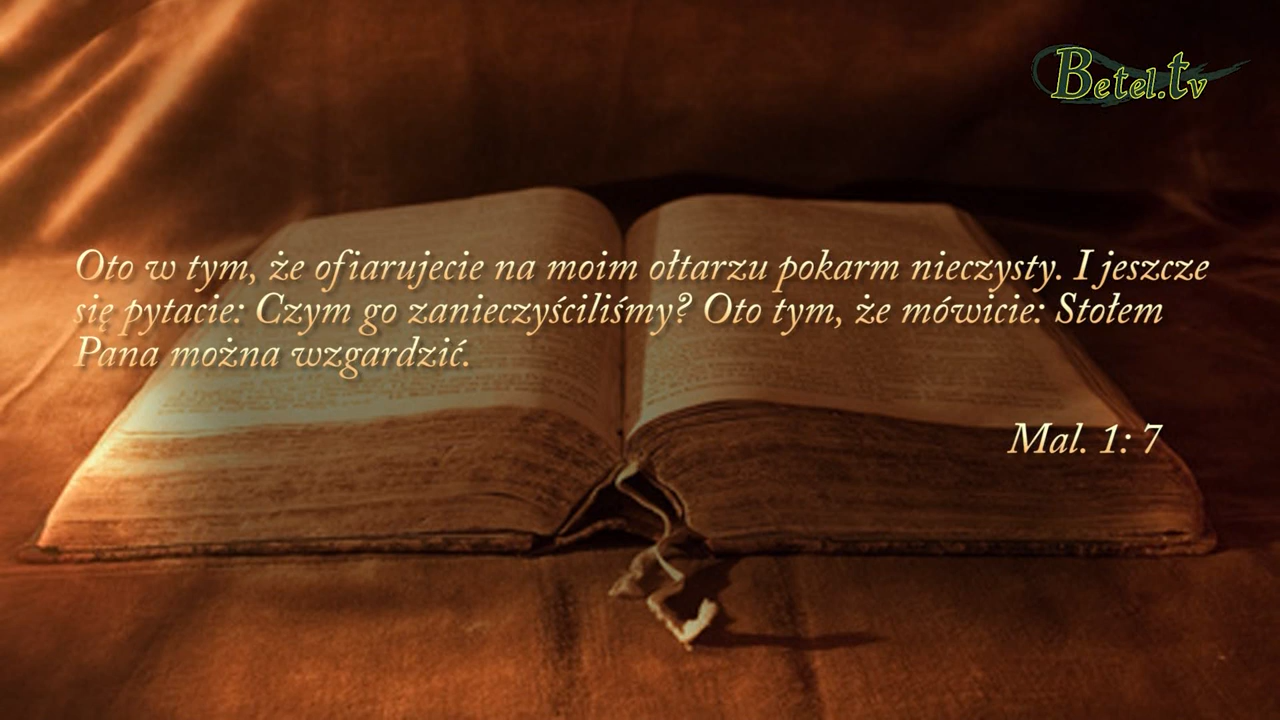 Betel.tv
Oto w tym, że ofiarujecie na moim ołtarzu pokarm nieczysty. I jeszcze
się pytacie: Czym go zanieczyściliśmy? Oto tym, że mówicie: Stołem
Pana można wzgardzić.
Mal. 1: 7